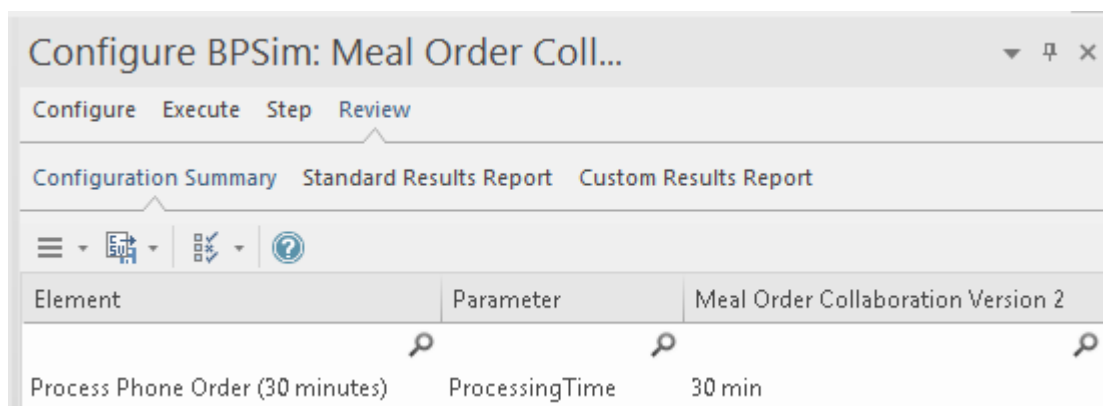 Configure BPSim: Meal Order Coll...
Configure Execute Step Review
Configuration Summary Standard Results Report Custom Results Report
Element Parameter Meal Order Collaboration Version 2
Process Phone Order (30 minutes) ProcessingTime 30 min